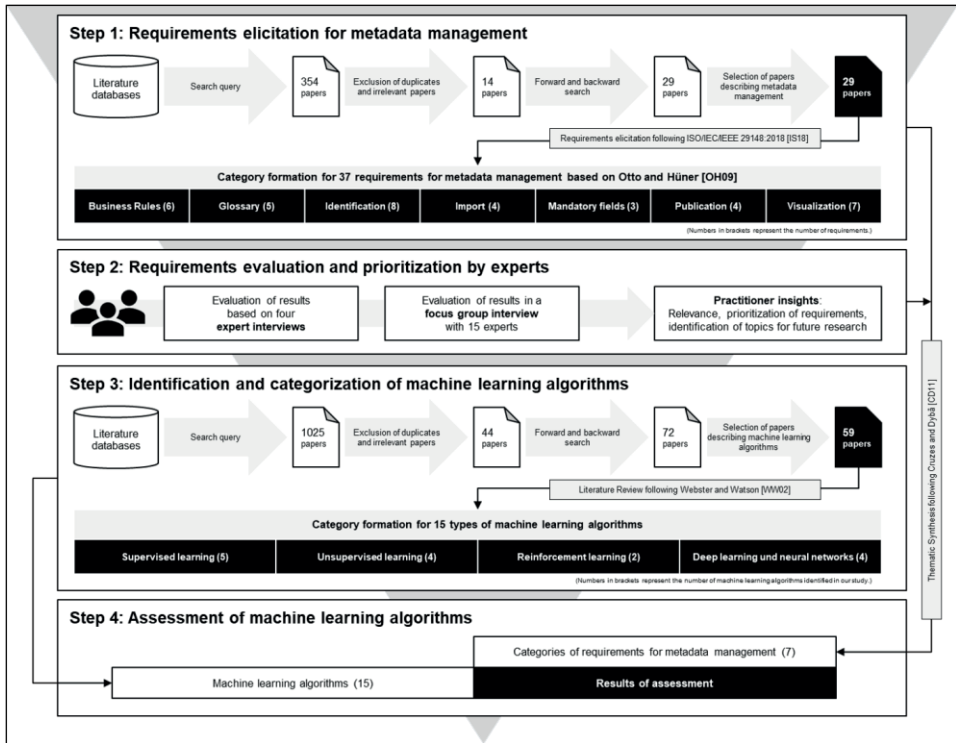 Step 1: Requirements elicitation for metadata management
Literature
databases
Search query
354
papers
Exclusion of duplicates
and irrelevant papers
14
papers
Forward and backward
search
29
papers
Selection of papers
describing metadata
management
29
papers
Requirements elicitation following ISO/IEC/IEEE 29148:2018 [IS18]
Category formation for 37 requirements for metadata management based on Otto and Hüner [OH09]
Business Rules (6)
Glossary (5)
Identification (8)
Import (4)
Mandatory fields (3)
Publication (4)
Visualization (7)
(Numbers in brackets represent the number of requirements.)
Step 2: Requirements evaluation and prioritization by experts
Evaluation of results
based on four
expert interviews
Evaluation of results in a
focus group interview
with 15 experts
Practitioner insights:
Relevance, prioritization of requirements,
identification of topics for future research
Step 3: Identification and categorization of machine learning algorithms
Literature
databases
Search query
1025
papers
Exclusion of duplicates
and irrelevant papers
44
papers
Forward and backward
search
72
papers
Selection of papers
describing machine learning
algorithms
59
papers
Literature Review following Webster and Watson [WW02]
Category formation for 15 types of machine learning algorithms
Supervised learning (5)
Unsupervised learning (4)
Reinforcement learning (2)
Deep learning und neural networks (4)
(Numbers in brackets represent the number of machine learning algorithms identified in our study.)
Thematic Synthesis following Cruzes and Dybå [CD11]
Step 4: Assessment of machine learning algorithms
Categories of requirements for metadata management (7)
Machine learning algorithms (15)
Results of assessment